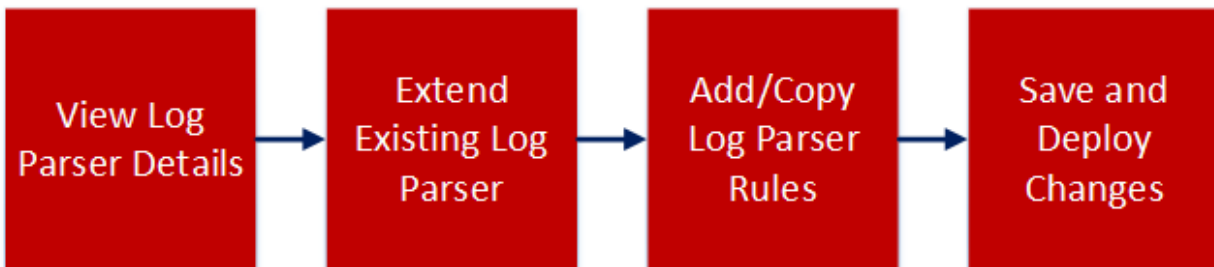 View Log
Parser Details
Extend
Existing Log
Parser
Add/Copy
Log Parser
Rules
Save and
Deploy
Changes